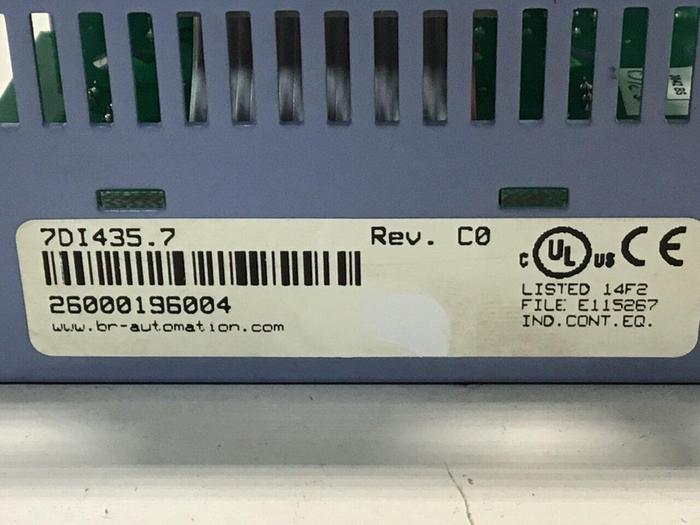 7DI435.7 Rev. C0
26000196004
www.br-automation.com
c UL us CE
LISTED 14F2
FILE E115267
IND.CONT.EQ.